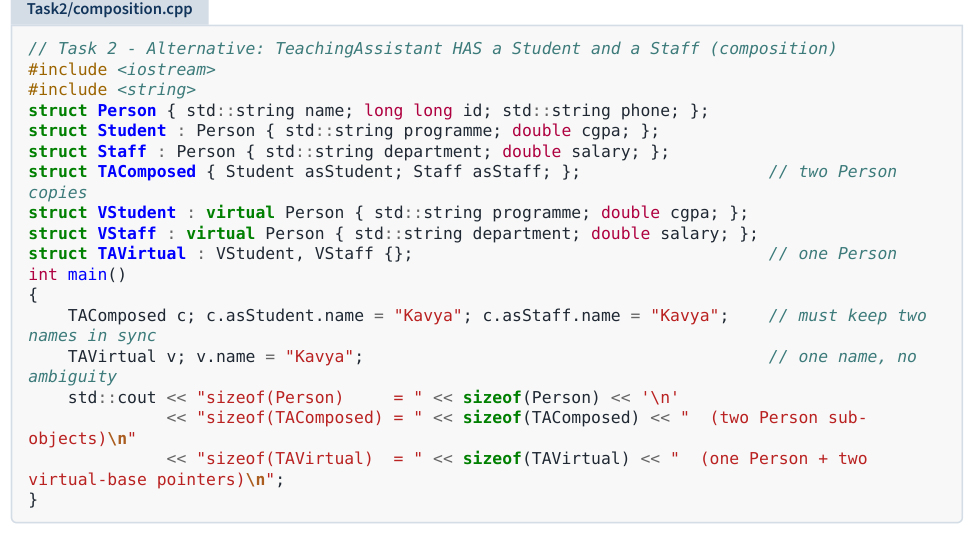 Task2/composition.cpp
// Task 2 - Alternative: TeachingAssistant HAS a Student and a Staff (composition)
#include <iostream>
#include <string>
struct Person { std::string name; long long id; std::string phone; };
struct Student : Person { std::string programme; double cgpa; };
struct Staff : Person { std::string department; double salary; };
struct TAComposed { Student asStudent; Staff asStaff; };                   // two Person
copies
struct VStudent : virtual Person { std::string programme; double cgpa; };
struct VStaff : virtual Person { std::string department; double salary; };
struct TAVirtual : VStudent, VStaff {};                                    // one Person
int main()
{
    TAComposed c; c.asStudent.name = "Kavya"; c.asStaff.name = "Kavya";    // must keep two
names in sync
    TAVirtual v; v.name = "Kavya";                                         // one name, no
ambiguity
    std::cout << "sizeof(Person)     = " << sizeof(Person) << '\n'
              << "sizeof(TAComposed) = " << sizeof(TAComposed) << "  (two Person sub-
objects)\n"
              << "sizeof(TAVirtual)  = " << sizeof(TAVirtual) << "  (one Person + two
virtual-base pointers)\n";
}